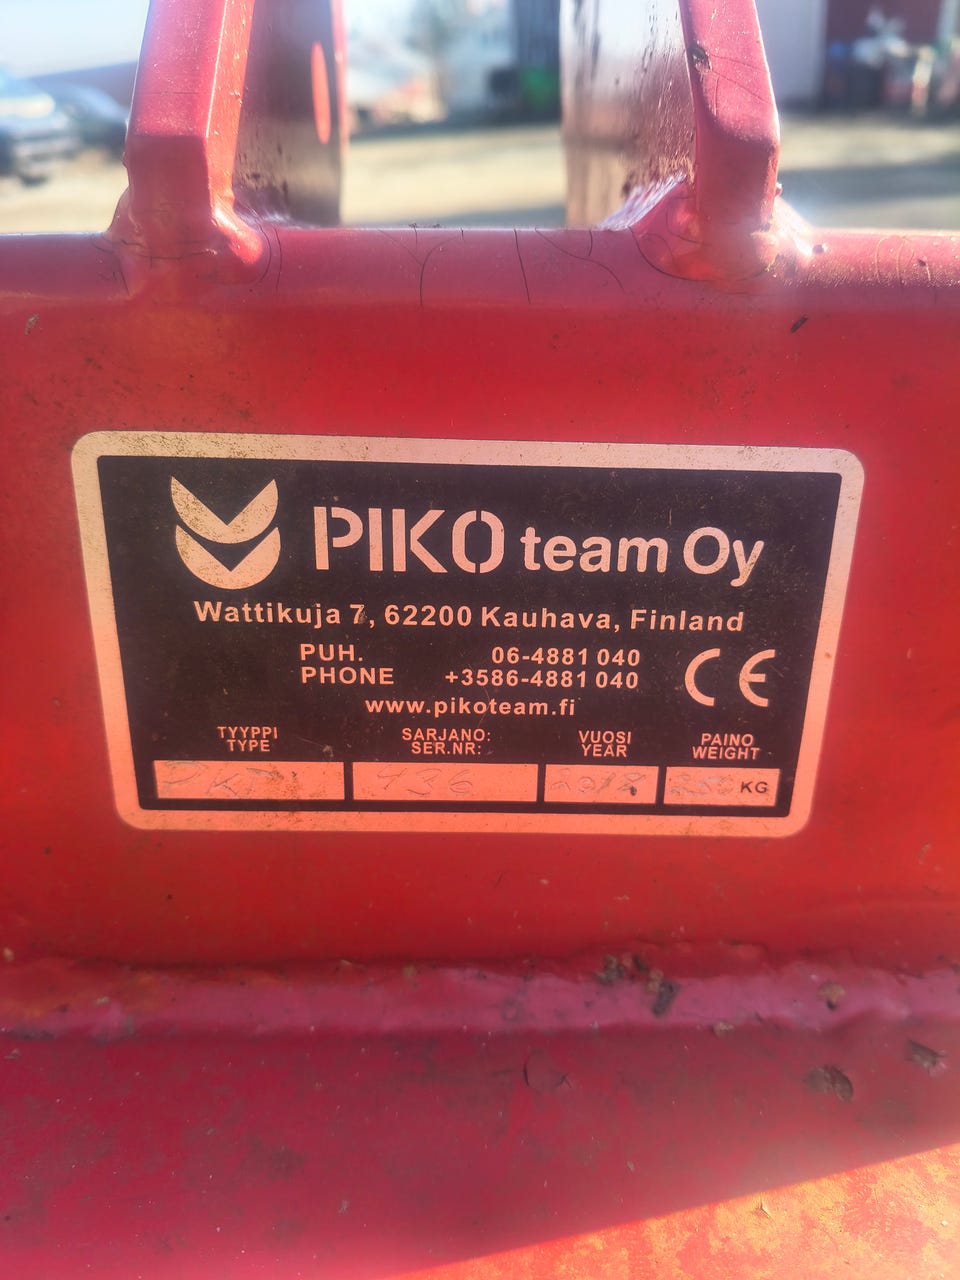 PIKO team Oy
Wattikuja 7, 62200 Kauhava, Finland
PUH. 06-4881 040
PHONE +3586-4881 040
www.pikoteam.fi
CE
TYYPPI SARJANO: VUOSI PAINO
TYPE SER.NR: YEAR WEIGHT
436 2018 KG